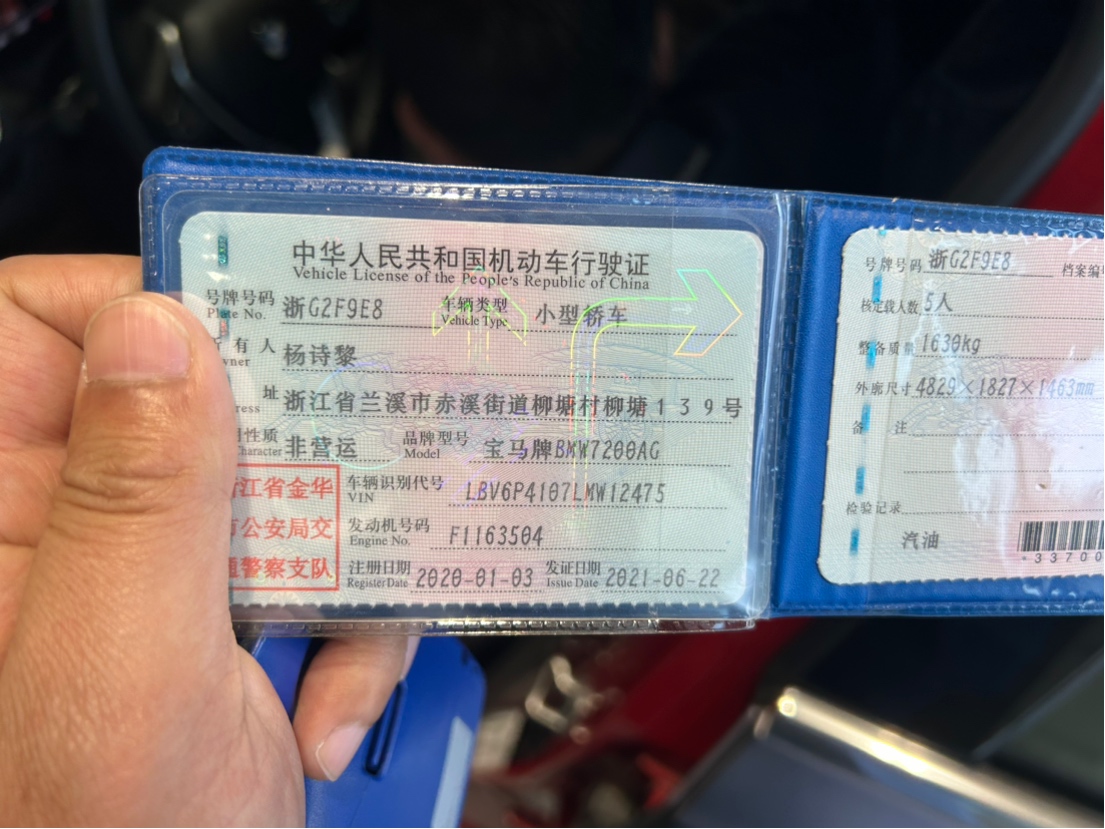 中华人民共和国机动车行驶证
Vehicle License of the People's Republic of China
号牌号码 浙G2F9E8 车辆类型 小型轿车
Plate No. Vehicle Type
有人 杨诗黎
wner
址 浙江省兰溪市赤溪街道柳塘村柳塘139号
ress
性质 非营运 品牌型号 宝马牌BMW7200AG
Character Model
江省金华
公安局交
警察支队
车辆识别代号 LBV6P4107LMW12475
VIN
发动机号码 F1163504
Engine No.
注册日期 2020-01-03 发证日期 2021-06-22
Register Date Issue Date
号牌号码 浙G2F9E8 档案编号
核定载人数 5人
整备质量 1630kg
外廓尺寸 4829×1827×1463mm
备注
检验记录
汽油
*33700